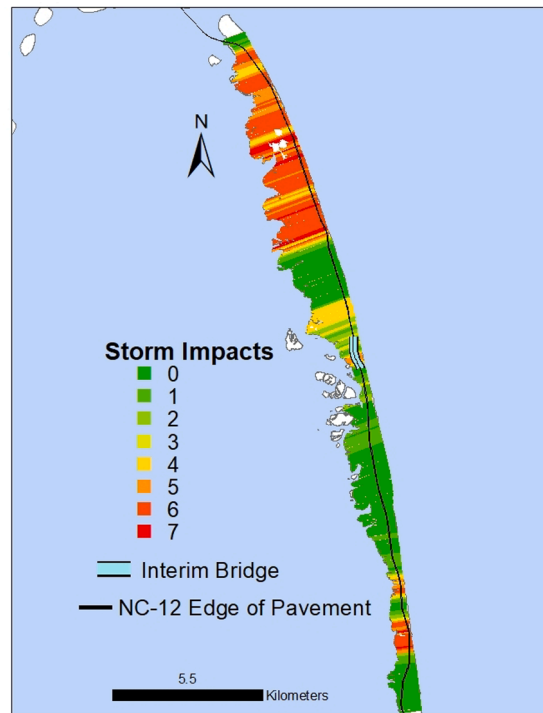 N
Storm Impacts
0
1
2
3
4
5
6
7
Interim Bridge
NC-12 Edge of Pavement
5.5
Kilometers